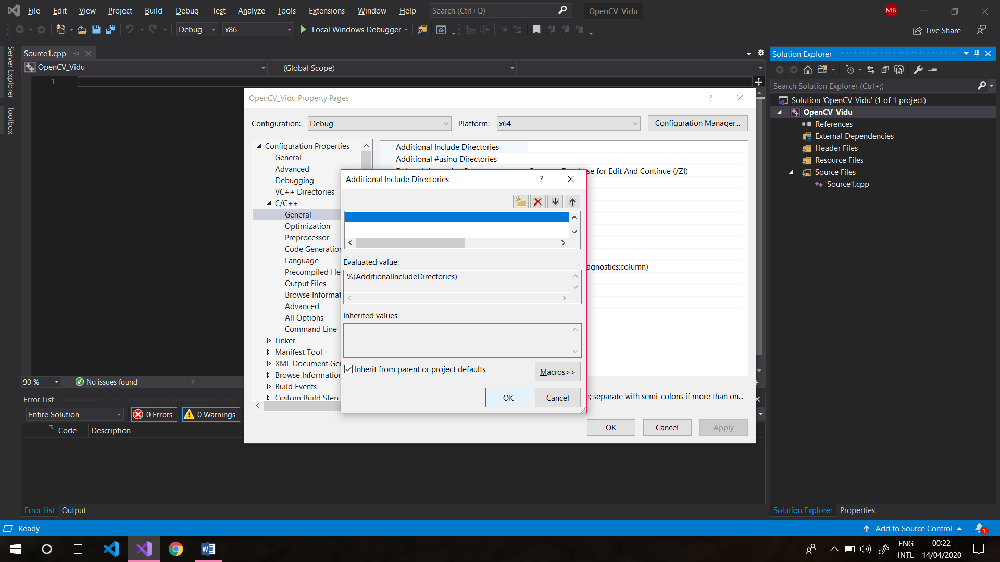 File Edit View Project Build Debug Test Analyze Tools Extensions Window Help Search (Ctrl+Q) OpenCV_Vidu MB
Debug x86 Local Windows Debugger Live Share
Server Explorer
Toolbox
Source1.cpp
OpenCV_Vidu (Global Scope)
1
OpenCV_Vidu Property Pages ?
Configuration: Debug Platform: x64 Configuration Manager...
Configuration Properties
General
Advanced
Debugging
VC++ Directories
C/C++
General
Optimization
Preprocessor
Code Generation
Language
Precompiled He
Output Files
Browse Informat
Advanced
All Options
Command Line
Linker
Manifest Tool
XML Document Ge
Browse Information
Build Events
Custom Build Step
Additional Include Directories
Additional #using Directories
se for Edit And Continue (/ZI)
agnostics:column)
; separate with semi-colons if more than on...
OK Cancel Apply
Additional Include Directories ?
Evaluated value:
%(AdditionalIncludeDirectories)
Inherited values:
Inherit from parent or project defaults
Macros>>
OK Cancel
90 % No issues found
Error List
Entire Solution 0 Errors 0 Warnings
Code Description
Error List Output
Solution Explorer
Search Solution Explorer (Ctrl+;)
Solution 'OpenCV_Vidu' (1 of 1 project)
OpenCV_Vidu
References
External Dependencies
Header Files
Resource Files
Source Files
Source1.cpp
Solution Explorer Properties
Ready Add to Source Control 1
ENG
INTL
00:22
14/04/2020